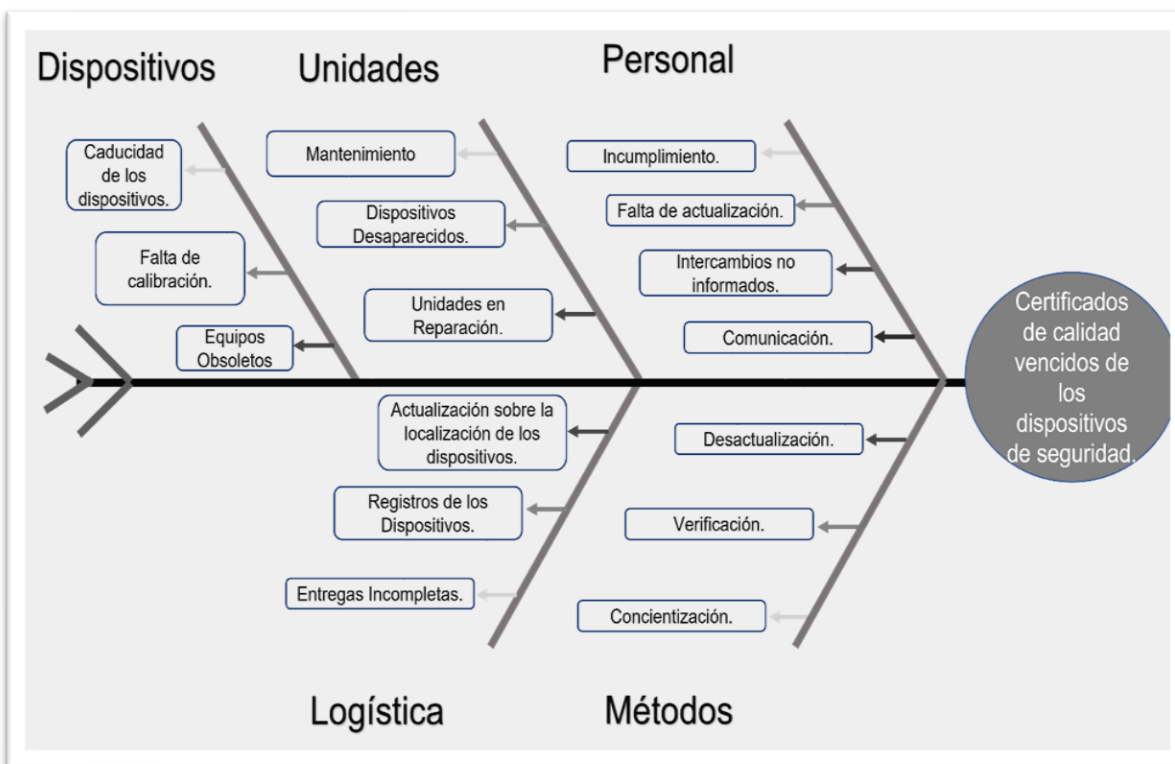 Dispositivos
Unidades
Personal
Caducidad
de los
dispositivos.
Falta de
calibración.
Equipos
Obsoletos
Mantenimiento
Dispositivos
Desaparecidos.
Unidades en
Reparación.
Incumplimiento.
Falta de actualización.
Intercambios no
informados.
Comunicación.
Certificados
de calidad
vencidos de
los
dispositivos
de seguridad.
Actualización sobre la
localización de los
dispositivos.
Registros de los
Dispositivos.
Entregas Incompletas.
Desactualización.
Verificación.
Concientización.
Logística
Métodos